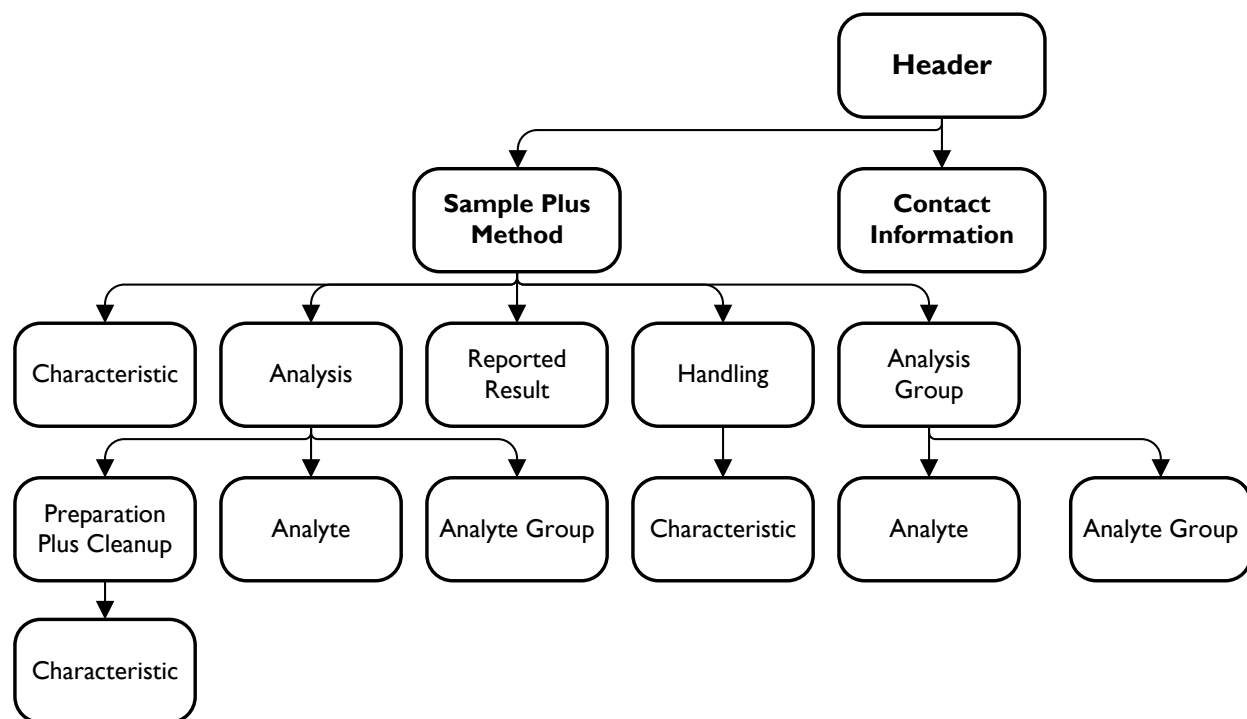 Header
Sample Plus
Method
Contact
Information
Characteristic
Analysis
Reported
Result
Handling
Analysis
Group
Preparation
Plus Cleanup
Analyte
Analyte Group
Characteristic
Analyte
Analyte Group
Characteristic